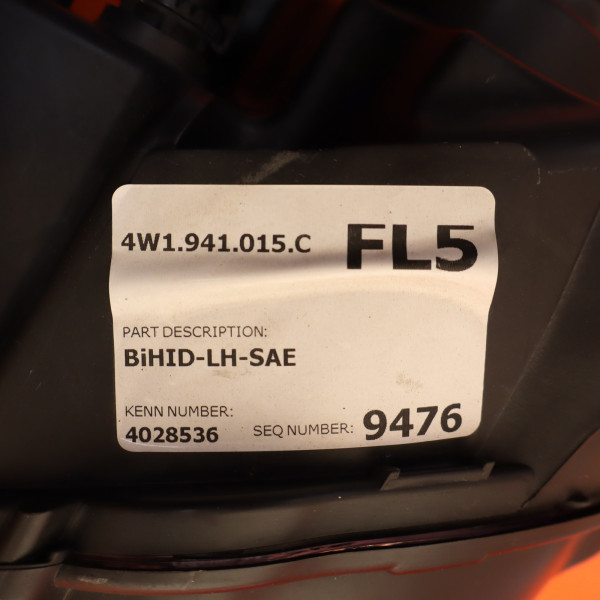 4W1.941.015.C FL5
PART DESCRIPTION:
BiHID-LH-SAE
KENN NUMBER:
4028536 SEQ NUMBER: 9476